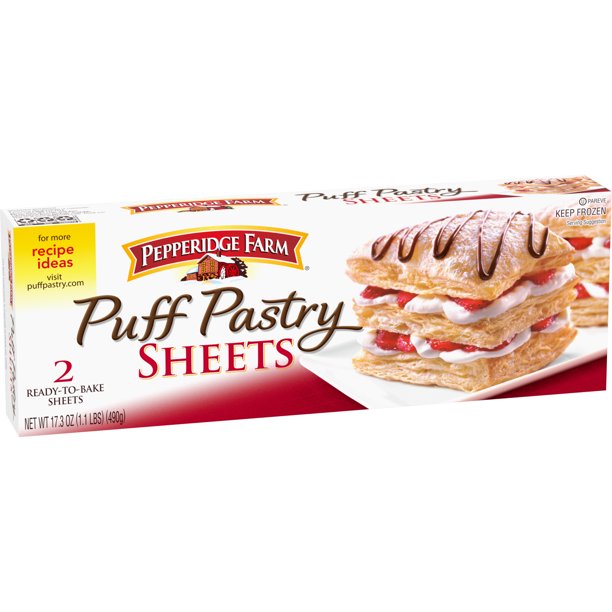 PEPPERIDGE FARM
Puff Pastry
SHEETS
PAREVE
KEEP FROZEN
Serving Suggestion
for more
recipe
ideas
visit
puffpastry.com
PEPPERIDGE FARM
Puff Pastry
SHEETS
2
READY-TO-BAKE
SHEETS
NET WT 17.3 OZ (1.1 LBS) (490g)